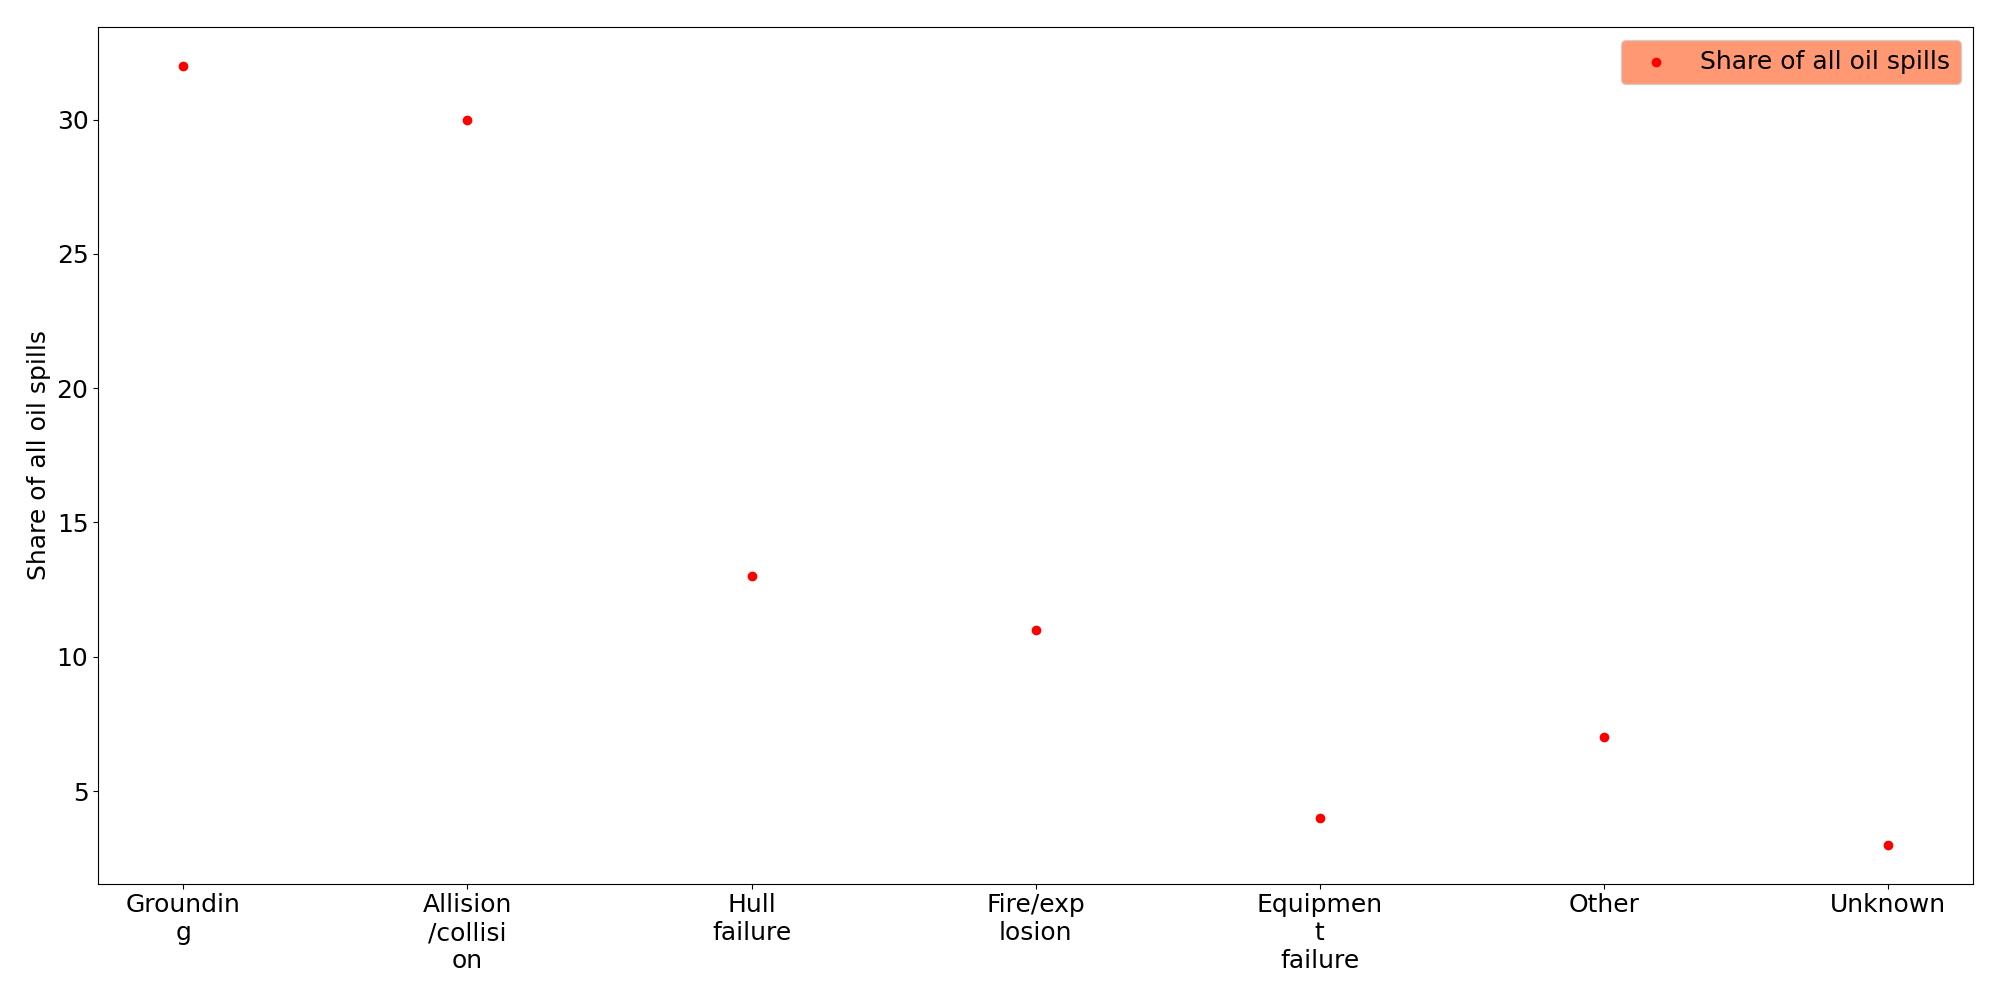 Share of all oil spills
30
25
20
15
10
5
Share of all oil spills
Groundin
g
Allision
/collisi
on
Hull
failure
Fire/exp
losion
Equipmen
t
failure
Other
Unknown